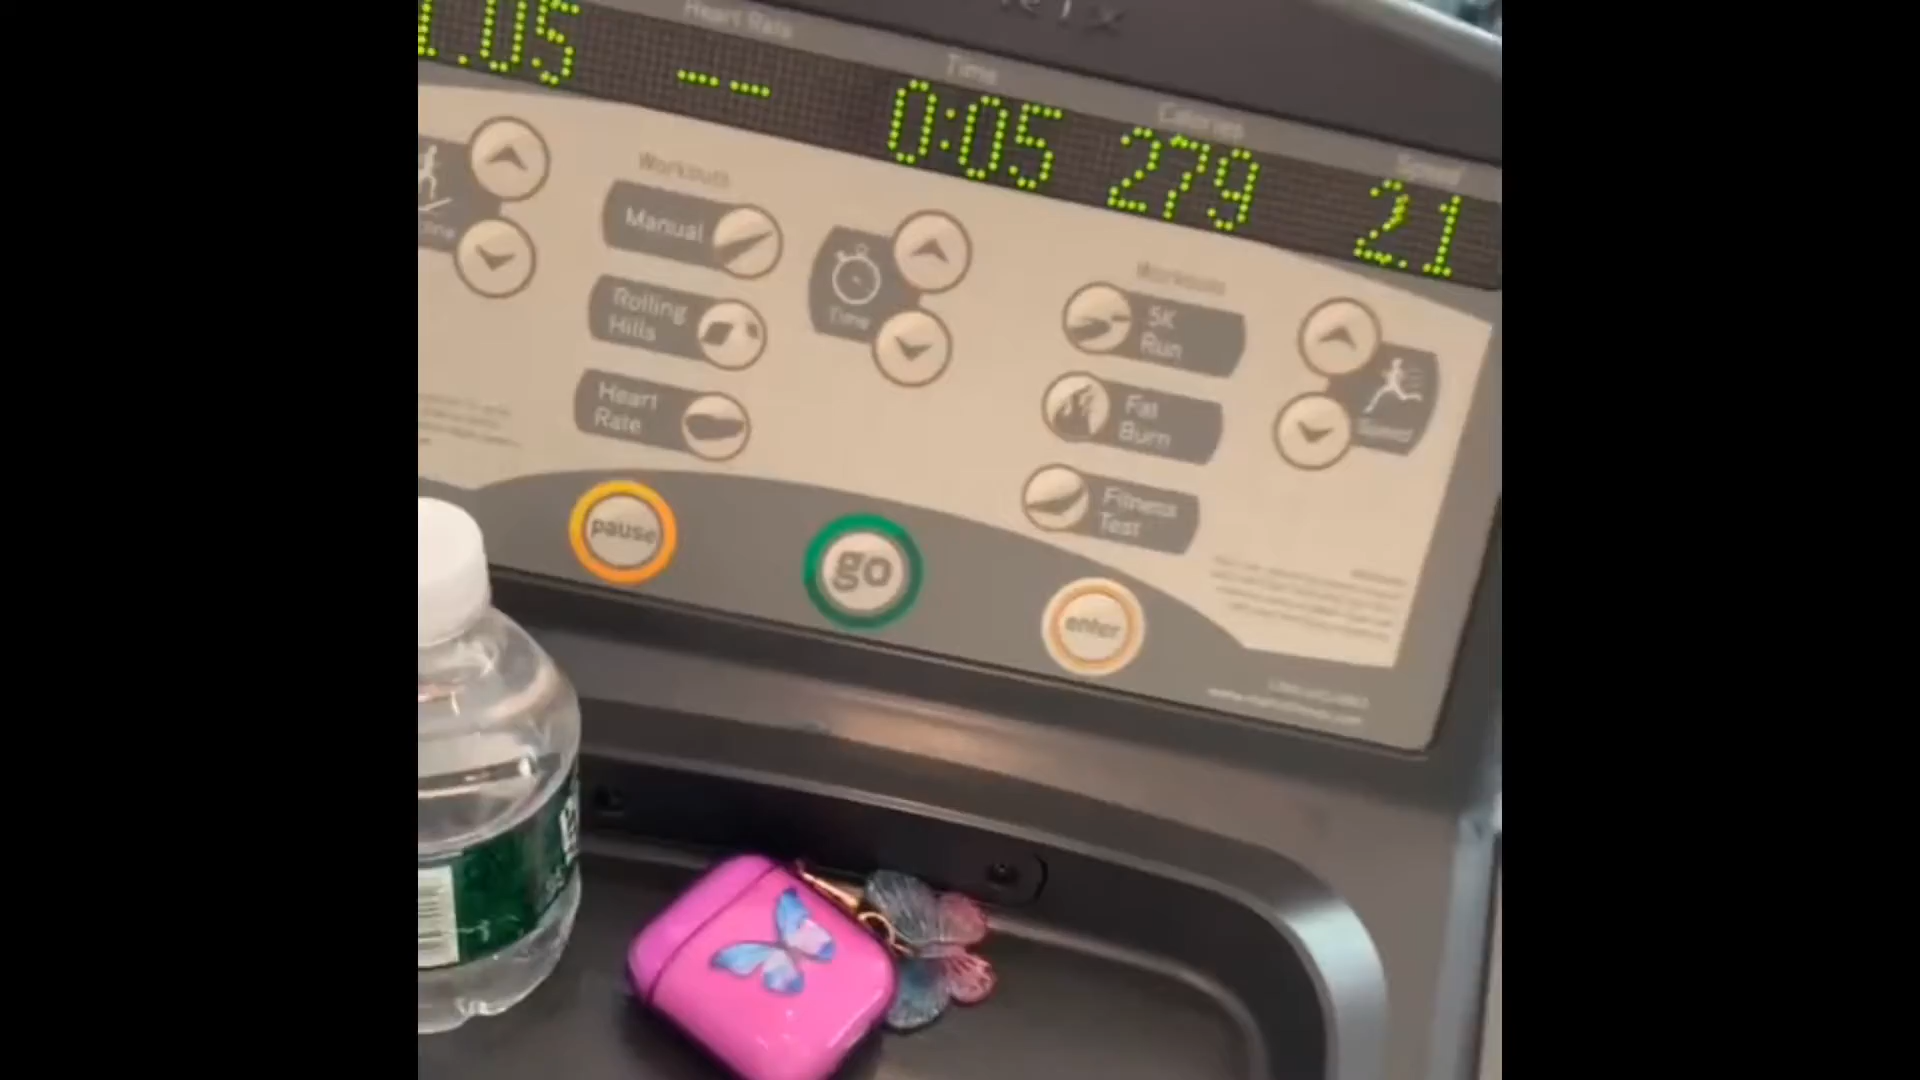 Heart Rate
Time
Calories
Speed
1.05 -- 0:05 279 2.1
Workouts
Manual
Rolling
Hills
Heart
Rate
Time
Workouts
5K
Run
Fat
Burn
Fitness
Test
Speed
pause
go
enter